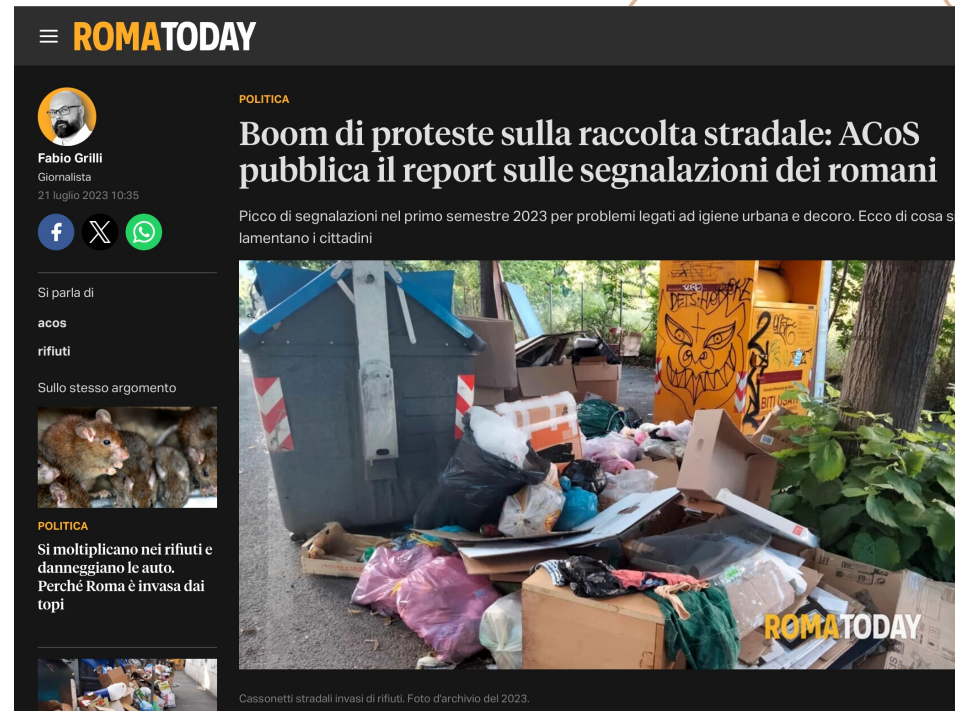 ROMATODAY
Fabio Grilli
Giornalista
21 luglio 2023 10:35
Si parla di
acos
rifiuti
Sullo stesso argomento
POLITICA
Si moltiplicano nei rifiuti e
danneggiano le auto.
Perché Roma è invasa dai
topi
POLITICA
Boom di proteste sulla raccolta stradale: ACoS
pubblica il report sulle segnalazioni dei romani
Picco di segnalazioni nel primo semestre 2023 per problemi legati ad igiene urbana e decoro. Ecco di cosa
lamentano i cittadini
ROMATODAY
Cassonetti stradali invasi di rifiuti. Foto d'archivio del 2023.